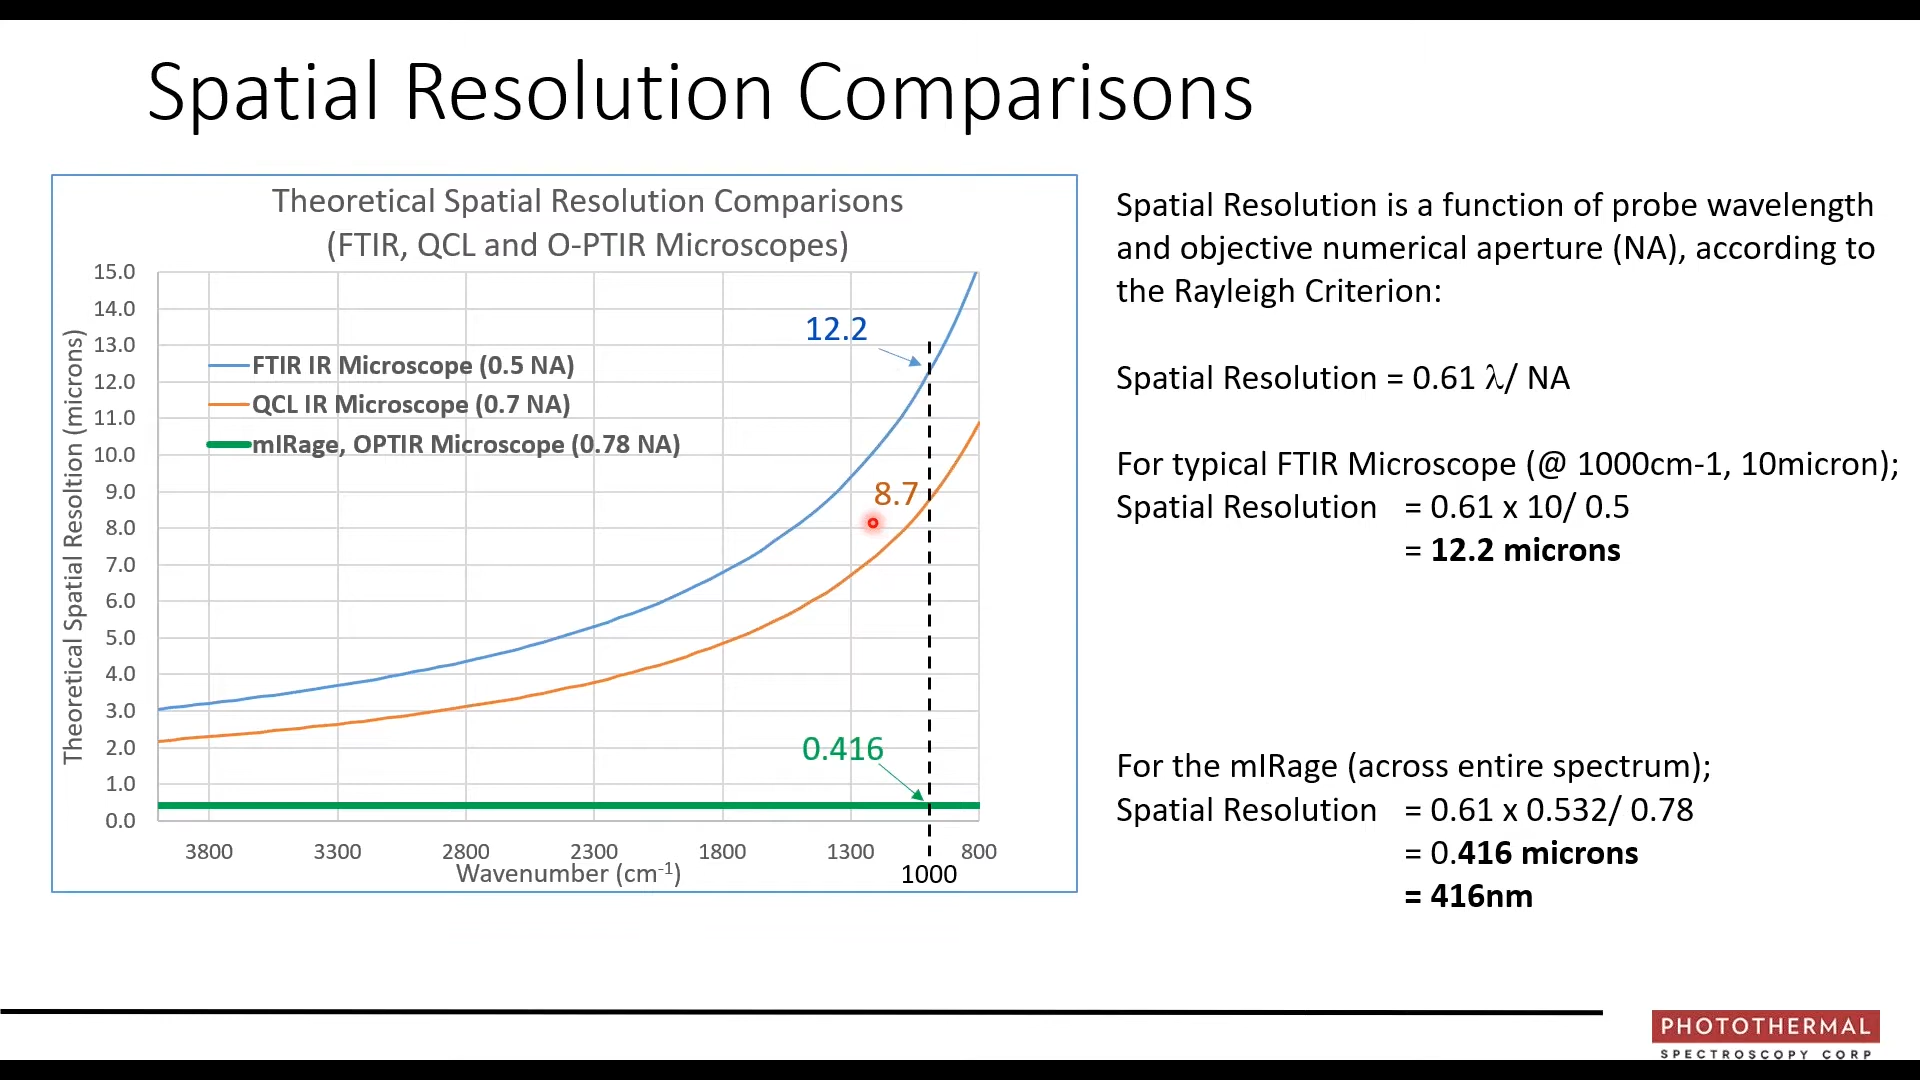 Spatial Resolution Comparisons
Theoretical Spatial Resolution Comparisons
(FTIR, QCL and O-PTIR Microscopes)
Theoretical Spatial Resoltion (microns)
15.0
14.0
13.0
12.0
11.0
10.0
9.0
8.0
7.0
6.0
5.0
4.0
3.0
2.0
1.0
0.0
FTIR IR Microscope (0.5 NA)
QCL IR Microscope (0.7 NA)
mIRage, OPTIR Microscope (0.78 NA)
12.2
8.7
0.416
3800 3300 2800 2300 1800 1300 800
1000
Wavenumber (cm-1)
Spatial Resolution is a function of probe wavelength
and objective numerical aperture (NA), according to
the Rayleigh Criterion:
Spatial Resolution = 0.61 λ/ NA
For typical FTIR Microscope (@ 1000cm-1, 10micron);
Spatial Resolution = 0.61 x 10/ 0.5
= 12.2 microns
For the mIRage (across entire spectrum);
Spatial Resolution = 0.61 x 0.532/ 0.78
= 0.416 microns
= 416nm
PHOTOTHERMAL
SPECTROSCOPY CORP